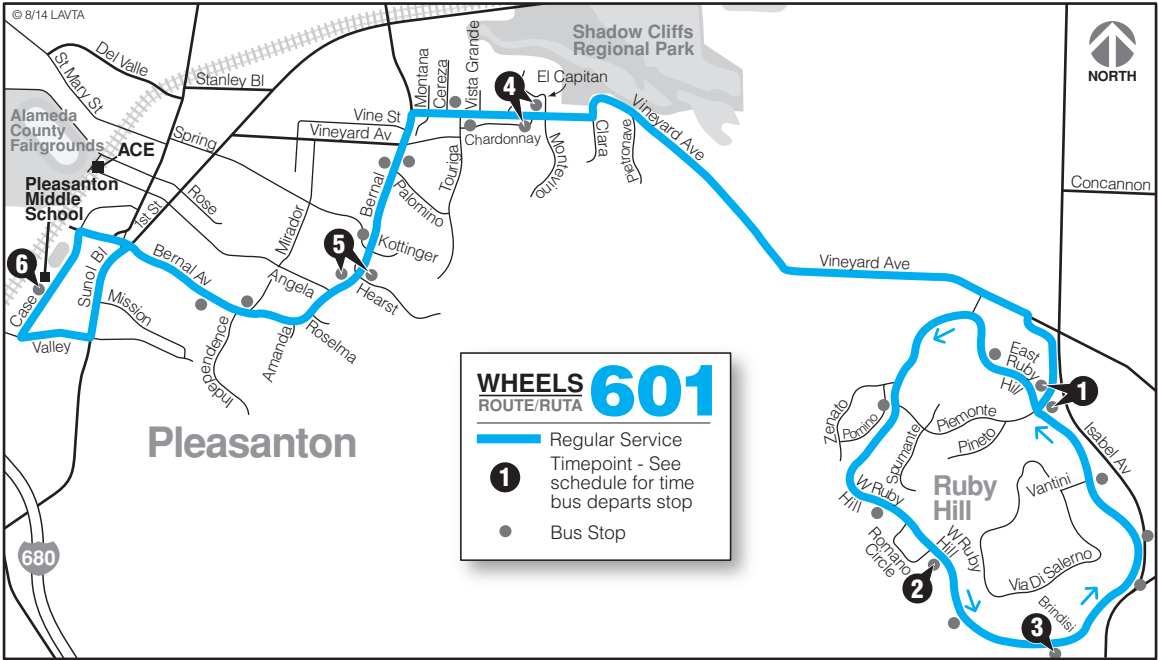 © 8/14 LAVTA
Del Valle
St Mary St
Stanley Bl
Alameda
County
Fairgrounds
ACE
Spring
Rose
Pleasanton
Middle
School
1st St
Sunol Bl
Case
Valley
Mission
Bernal Av
Independence
Amanda
Angela
Mirador
Roselma
Hearst
Kottinger
Palomino
Bernal
Vine St
Vineyard Av
Montana
Cereza
Vista Grande
Touriga
Chardonnay
El Capitan
Montevino
Clara
Pietronave
Shadow Cliffs
Regional Park
Vineyard Ave
Vineyard Ave
Concannon
NORTH
4
5
6
Pleasanton
680
WHEELS
ROUTE/RUTA
601
Regular Service
1
Timepoint - See
schedule for time
bus departs stop
Bus Stop
East
Ruby
Hill
1
Isabel Av
Zenato
Pomino
Spumante
Piemonte
Pineto
Ruby
Hill
Vantini
W Ruby
Hill
Romano
Circle
W Ruby
Hill
Via Di Salerno
Brindisi
2
3